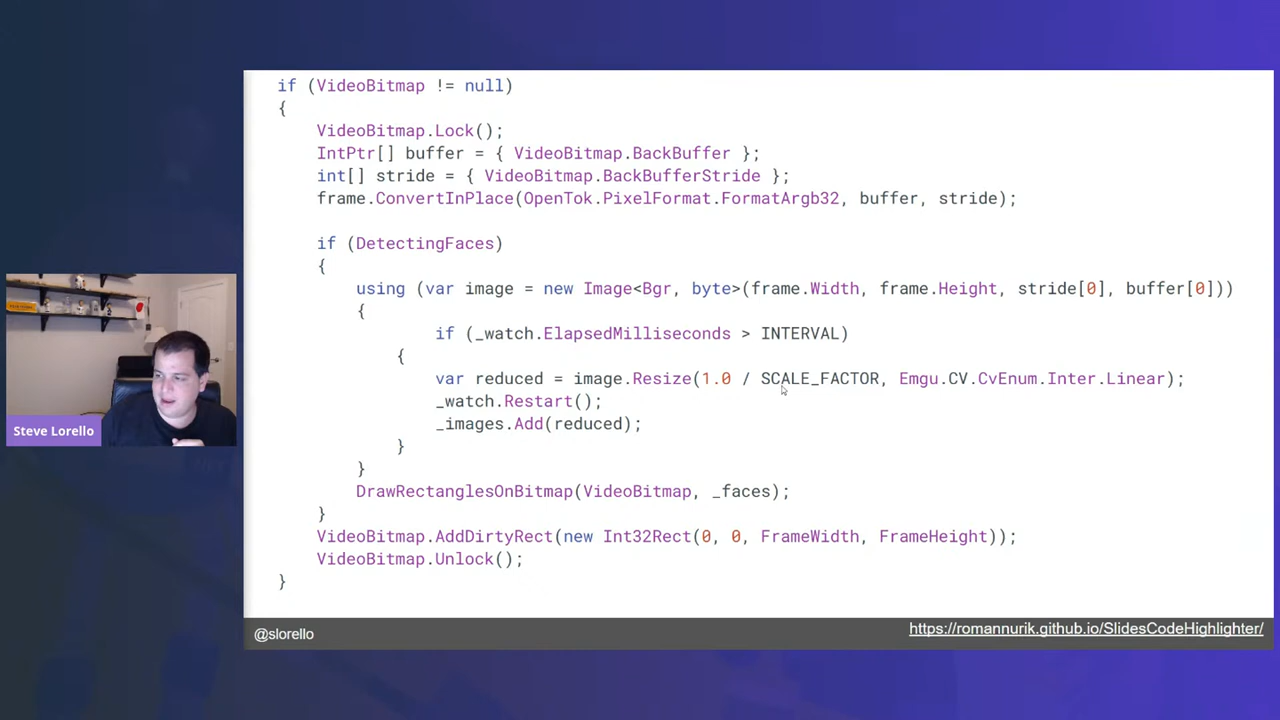 if (VideoBitmap != null)
{
VideoBitmap.Lock();
IntPtr[] buffer = { VideoBitmap.BackBuffer };
int[] stride = { VideoBitmap.BackBufferStride };
frame.ConvertInPlace(OpenTok.PixelFormat.FormatArgb32, buffer, stride);
if (DetectingFaces)
{
using (var image = new Image<Bgr, byte>(frame.Width, frame.Height, stride[0], buffer[0]))
{
if (_watch.ElapsedMilliseconds > INTERVAL)
{
var reduced = image.Resize(1.0 / SCALE_FACTOR, Emgu.CV.CvEnum.Inter.Linear);
_watch.Restart();
_images.Add(reduced);
}
}
DrawRectanglesOnBitmap(VideoBitmap, _faces);
}
VideoBitmap.AddDirtyRect(new Int32Rect(0, 0, FrameWidth, FrameHeight));
VideoBitmap.Unlock();
}
Steve Lorello
@slorello
https://romannurik.github.io/SlidesCodeHighlighter/